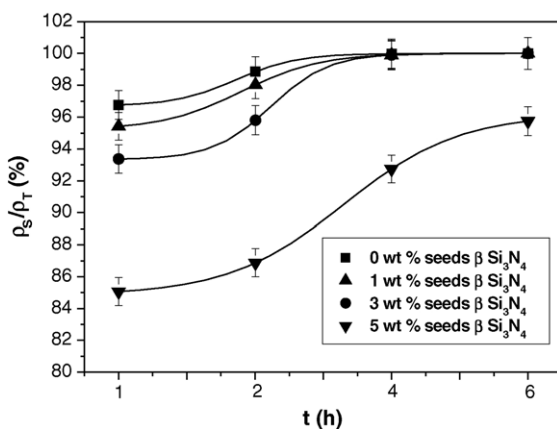 102
100
98
96
94
92
90
88
86
84
82
80
ρS/ρT (%)
0 wt % seeds β Si3N4
1 wt % seeds β Si3N4
3 wt % seeds β Si3N4
5 wt % seeds β Si3N4
1 2 4 6
t (h)